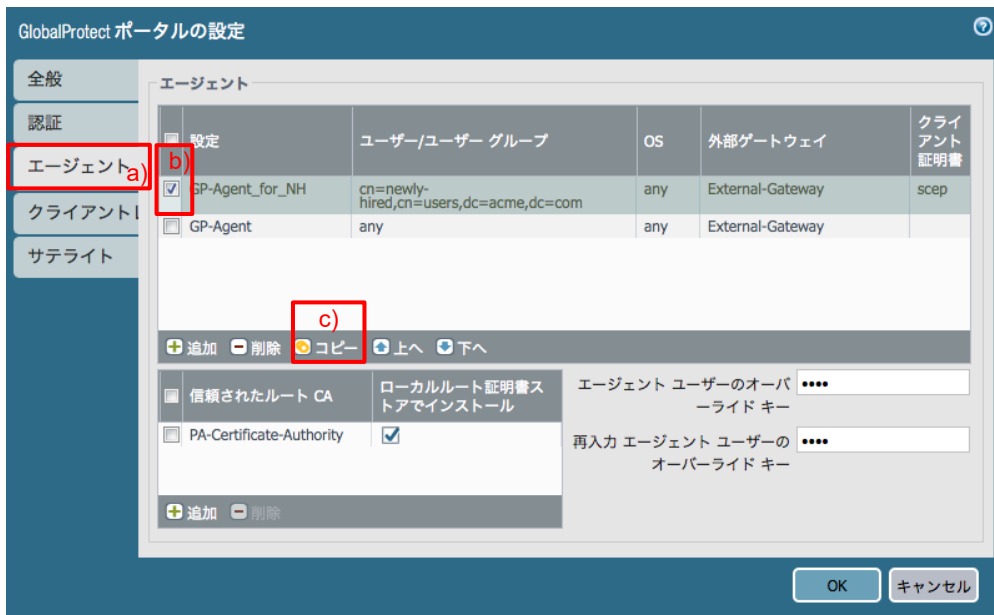 GlobalProtect ポータルの設定
全般
認証
エージェント
a)
クライアント
サテライト
エージェント
設定
ユーザー/ユーザー グループ
OS
外部ゲートウェイ
クライ
アント
証明書
b)
GP-Agent_for_NH
cn=newly-
hired,cn=users,dc=acme,dc=com
any
External-Gateway
scep
GP-Agent
any
any
External-Gateway
c)
追加
削除
コピー
上へ
下へ
信頼されたルート CA
ローカルルート証明書ス
トアでインストール
PA-Certificate-Authority
追加
削除
エージェント ユーザーのオーバ
ーライド キー
••••
再入力 エージェント ユーザーの
オーバーライド キー
••••
OK
キャンセル